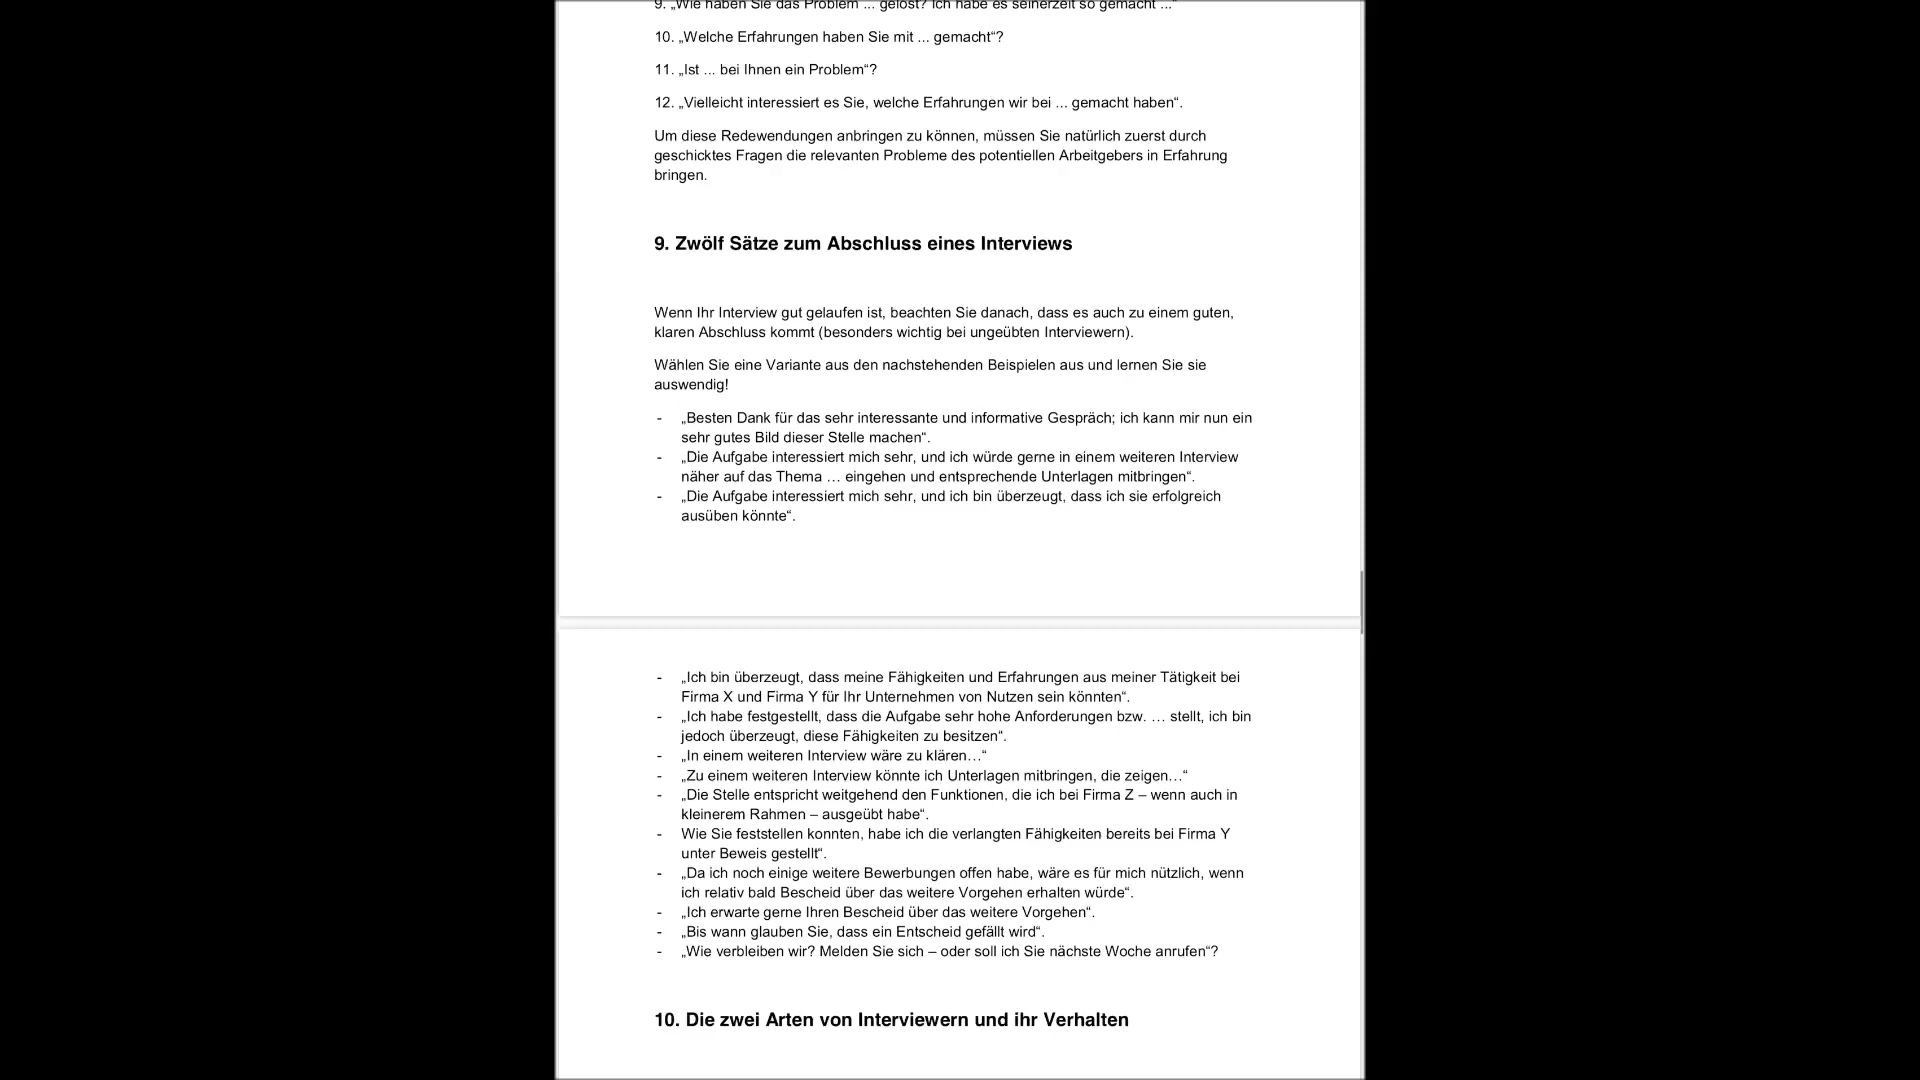 9. „Wie haben Sie das Problem ... gelöst? Ich habe es seinerzeit so gemacht ...“
10. „Welche Erfahrungen haben Sie mit ... gemacht“?
11. „Ist ... bei Ihnen ein Problem“?
12. „Vielleicht interessiert es Sie, welche Erfahrungen wir bei ... gemacht haben“.
Um diese Redewendungen anbringen zu können, müssen Sie natürlich zuerst durch
geschicktes Fragen die relevanten Probleme des potentiellen Arbeitgebers in Erfahrung
bringen.
9. Zwölf Sätze zum Abschluss eines Interviews
Wenn Ihr Interview gut gelaufen ist, beachten Sie danach, dass es auch zu einem guten,
klaren Abschluss kommt (besonders wichtig bei ungeübten Interviewern).
Wählen Sie eine Variante aus den nachstehenden Beispielen aus und lernen Sie sie
auswendig!
- „Besten Dank für das sehr interessante und informative Gespräch; ich kann mir nun ein
sehr gutes Bild dieser Stelle machen“.
- „Die Aufgabe interessiert mich sehr, und ich würde gerne in einem weiteren Interview
näher auf das Thema … eingehen und entsprechende Unterlagen mitbringen“.
- „Die Aufgabe interessiert mich sehr, und ich bin überzeugt, dass ich sie erfolgreich
ausüben könnte“.
- „Ich bin überzeugt, dass meine Fähigkeiten und Erfahrungen aus meiner Tätigkeit bei
Firma X und Firma Y für Ihr Unternehmen von Nutzen sein könnten“.
- „Ich habe festgestellt, dass die Aufgabe sehr hohe Anforderungen bzw. … stellt, ich bin
jedoch überzeugt, diese Fähigkeiten zu besitzen“.
- „In einem weiteren Interview wäre zu klären…“
- „Zu einem weiteren Interview könnte ich Unterlagen mitbringen, die zeigen…“
- „Die Stelle entspricht weitgehend den Funktionen, die ich bei Firma Z – wenn auch in
kleinerem Rahmen – ausgeübt habe“.
- Wie Sie feststellen konnten, habe ich die verlangten Fähigkeiten bereits bei Firma Y
unter Beweis gestellt“.
- „Da ich noch einige weitere Bewerbungen offen habe, wäre es für mich nützlich, wenn
ich relativ bald Bescheid über das weitere Vorgehen erhalten würde“.
- „Ich erwarte gerne Ihren Bescheid über das weitere Vorgehen“.
- „Bis wann glauben Sie, dass ein Entscheid gefällt wird“.
- „Wie verbleiben wir? Melden Sie sich – oder soll ich Sie nächste Woche anrufen“?
10. Die zwei Arten von Interviewern und ihr Verhalten